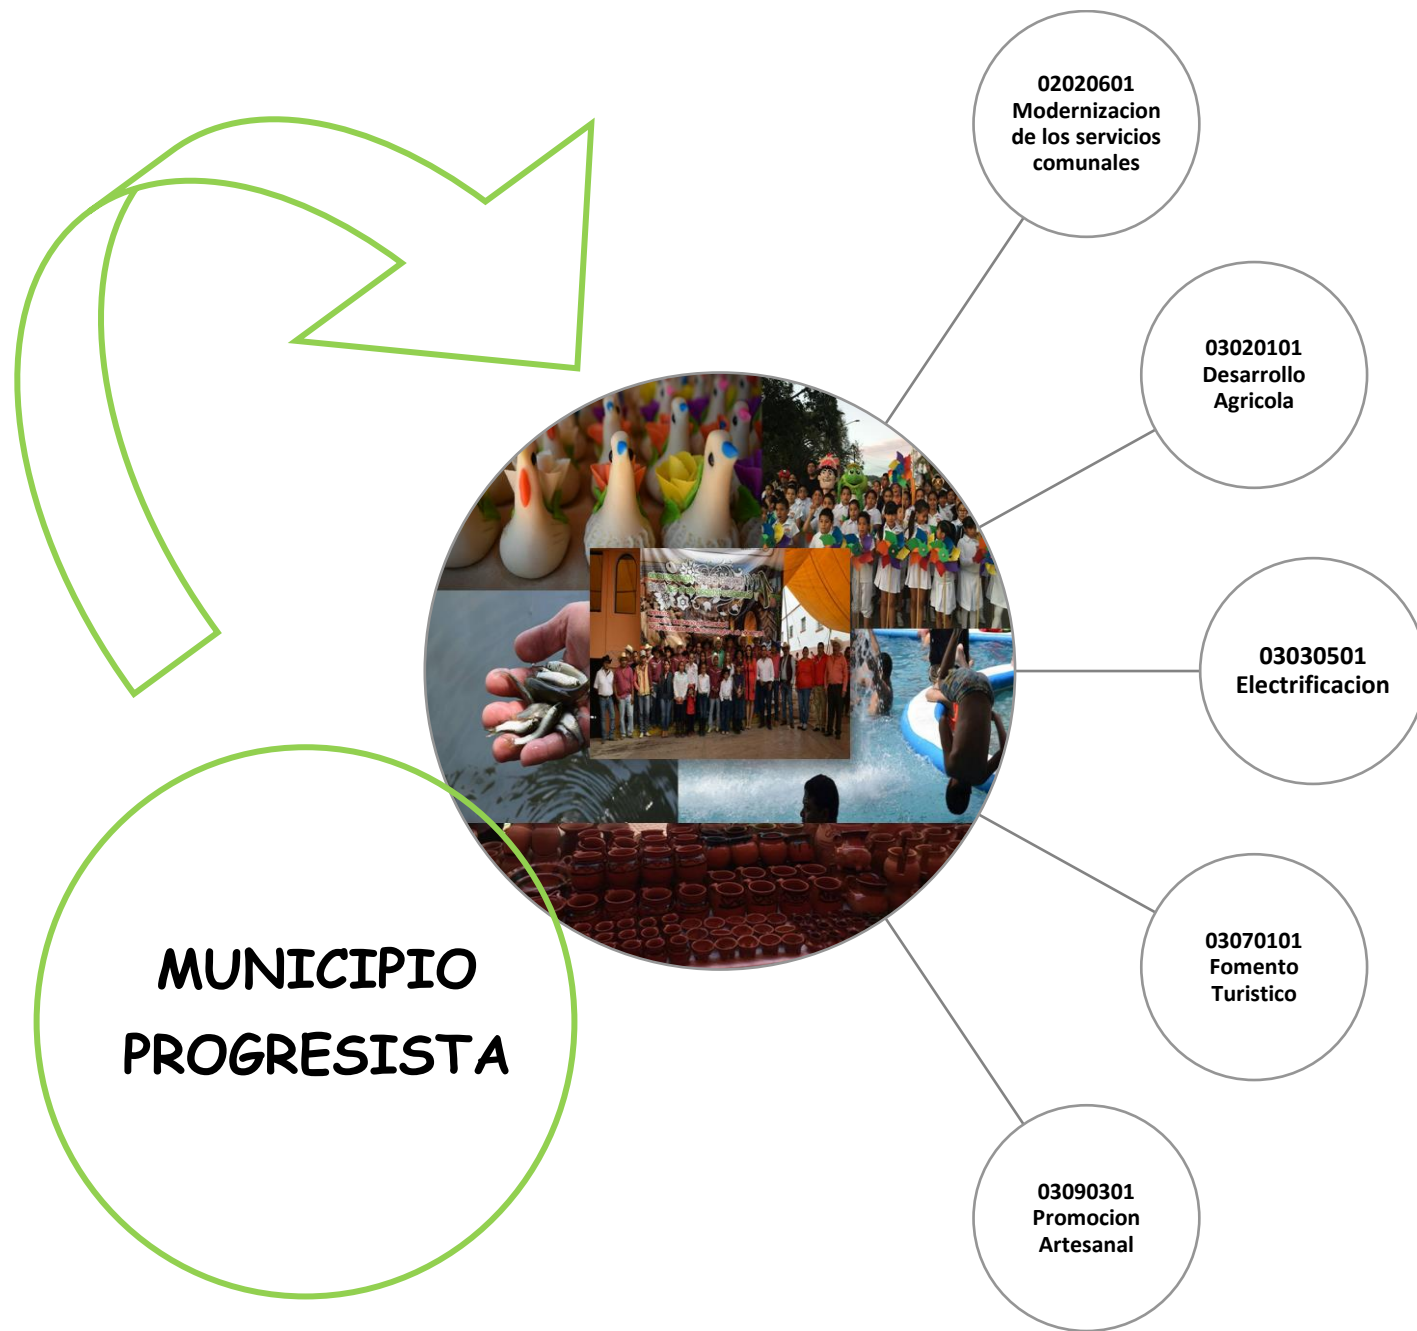 02020601
Modernizacion
de los servicios
comunales
03020101
Desarrollo
Agricola
03030501
Electrificacion
03070101
Fomento
Turistico
03090301
Promocion
Artesanal
MUNICIPIO
PROGRESISTA